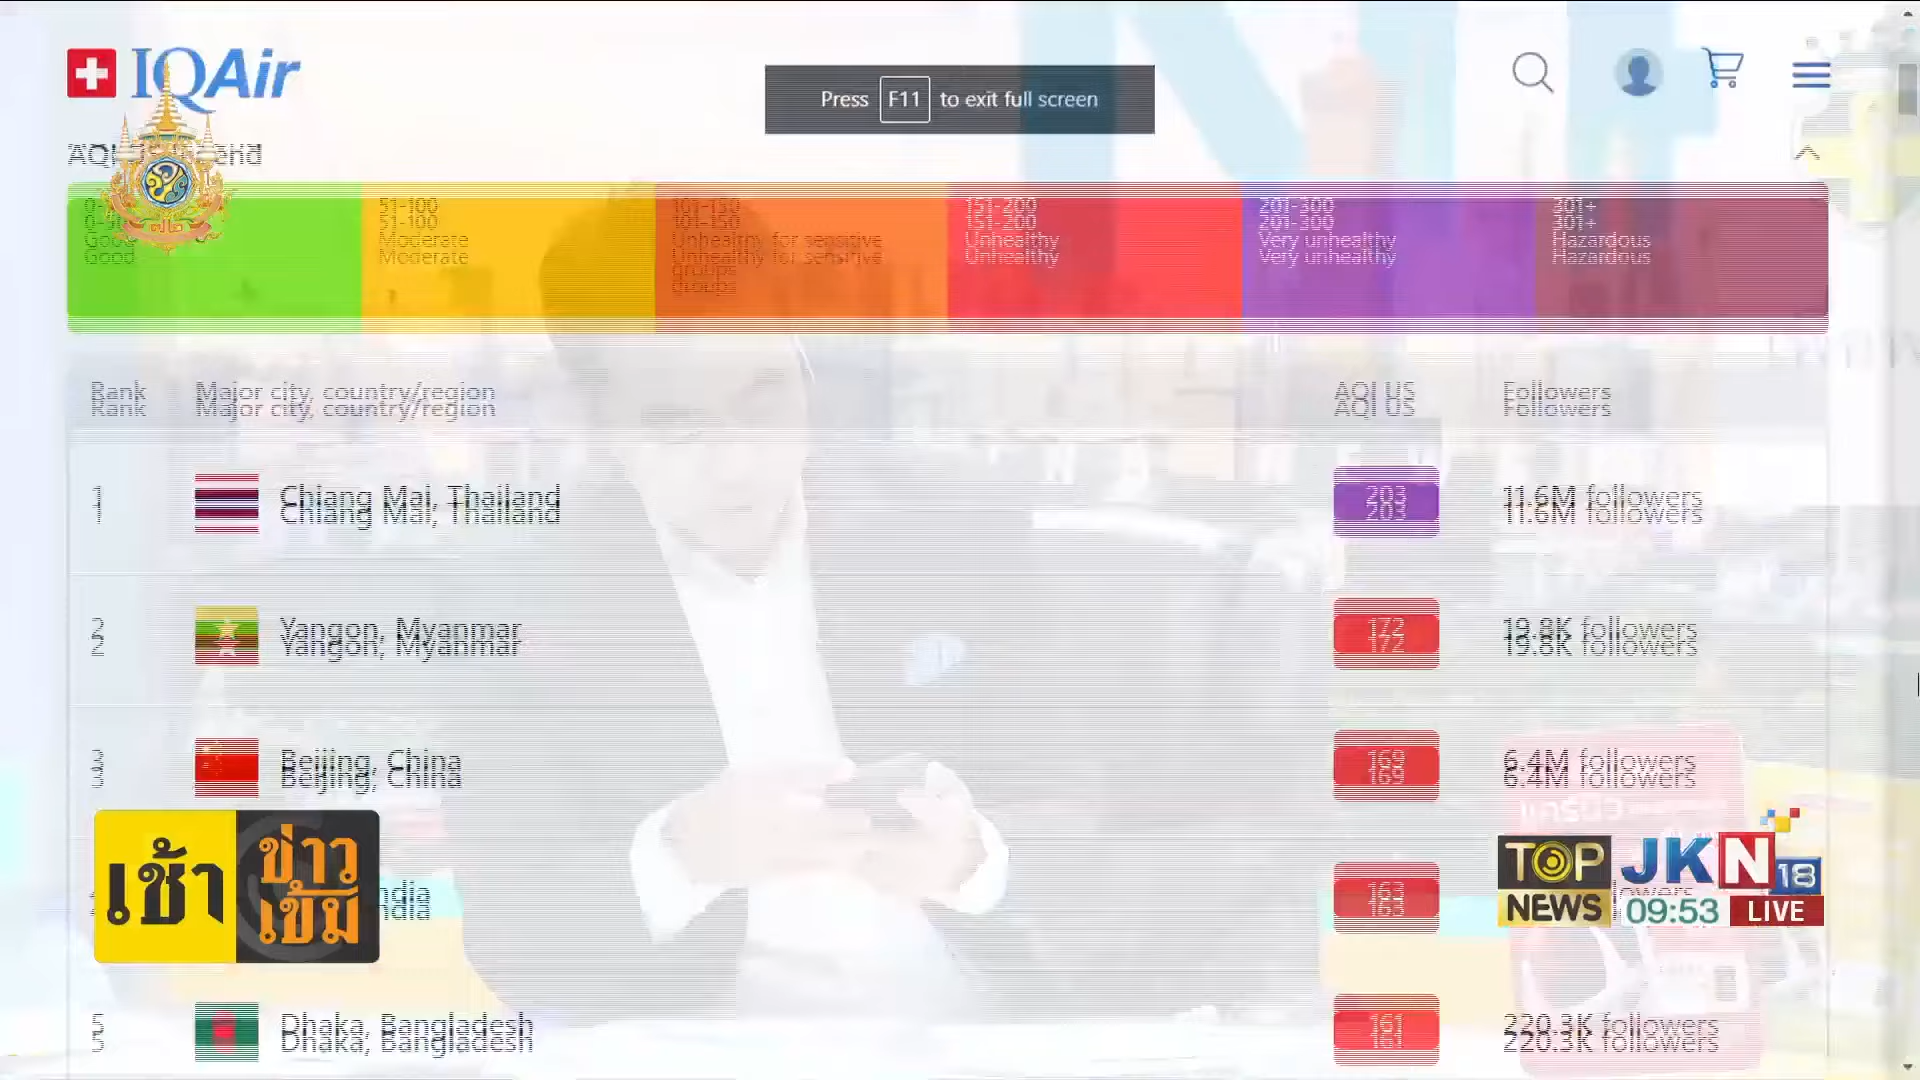 IQAir
Press F11 to exit full screen
0-50
Good
51-100
Moderate
101-150
Unhealthy for sensitive
groups
151-200
Unhealthy
201-300
Very unhealthy
301+
Hazardous
Rank Major city, country/region AQI US Followers
1 Chiang Mai, Thailand 203 11.6M followers
2 Yangon, Myanmar 172 19.8K followers
3 Beijing, China 169 6.4M followers
163
5 Dhaka, Bangladesh 161 220.3K followers
เช้า
ข่าว
เข้ม
TOP
NEWS
JKN
18
09:53
LIVE